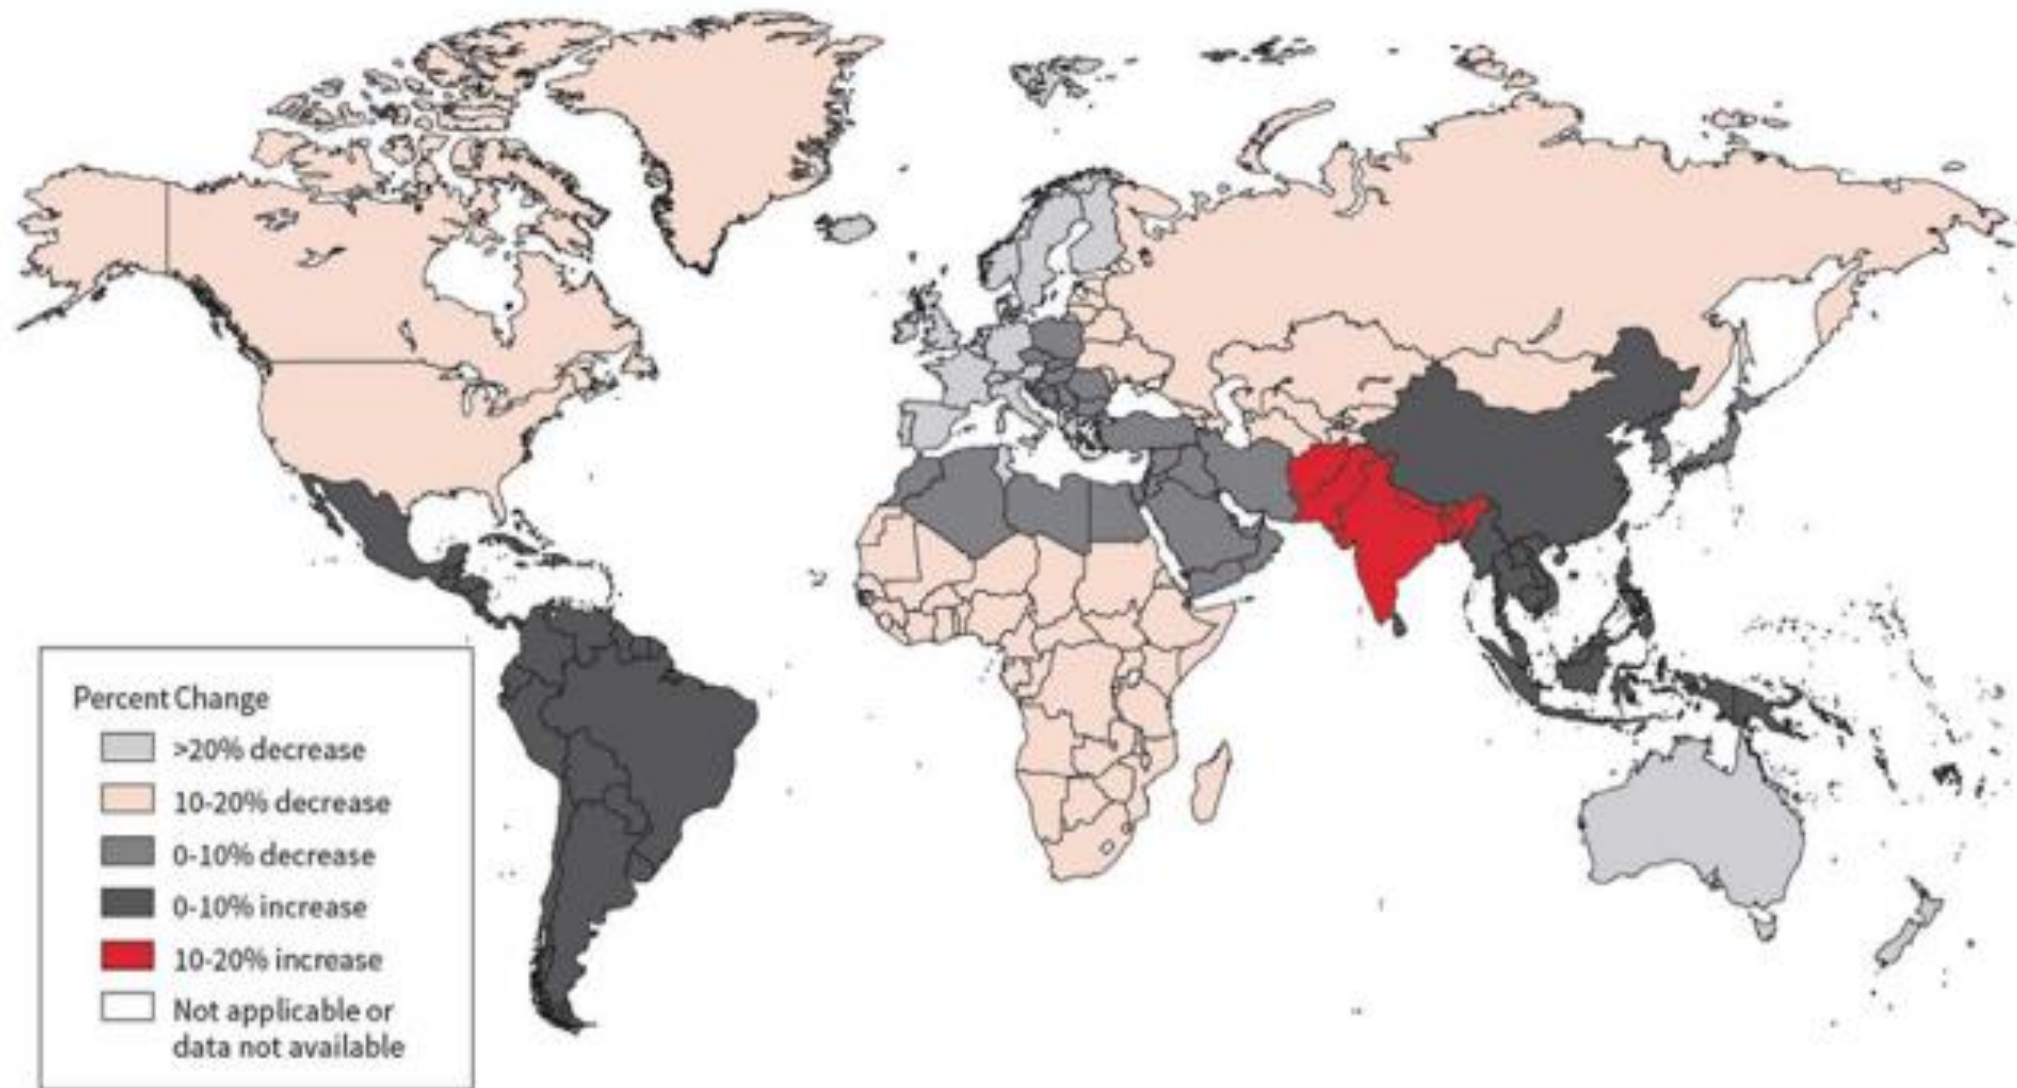 Percent Change
>20% decrease
10-20% decrease
0-10% decrease
0-10% increase
10-20% increase
Not applicable or
data not available